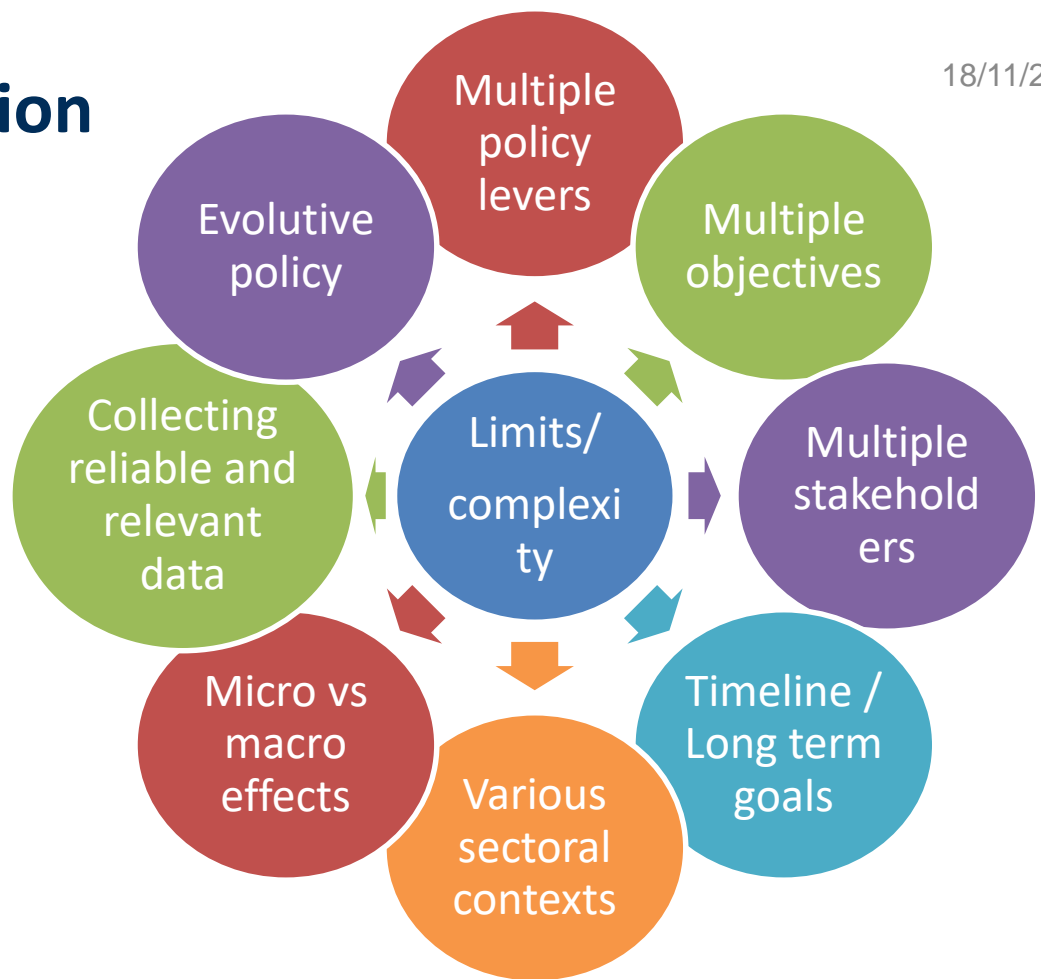 ion
18/11/2
Multiple
policy
levers
Multiple
objectives
Multiple
stakehold
ers
Timeline /
Long term
goals
Various
sectoral
contexts
Micro vs
macro
effects
Collecting
reliable and
relevant
data
Evolutive
policy
Limits/
complexi
ty